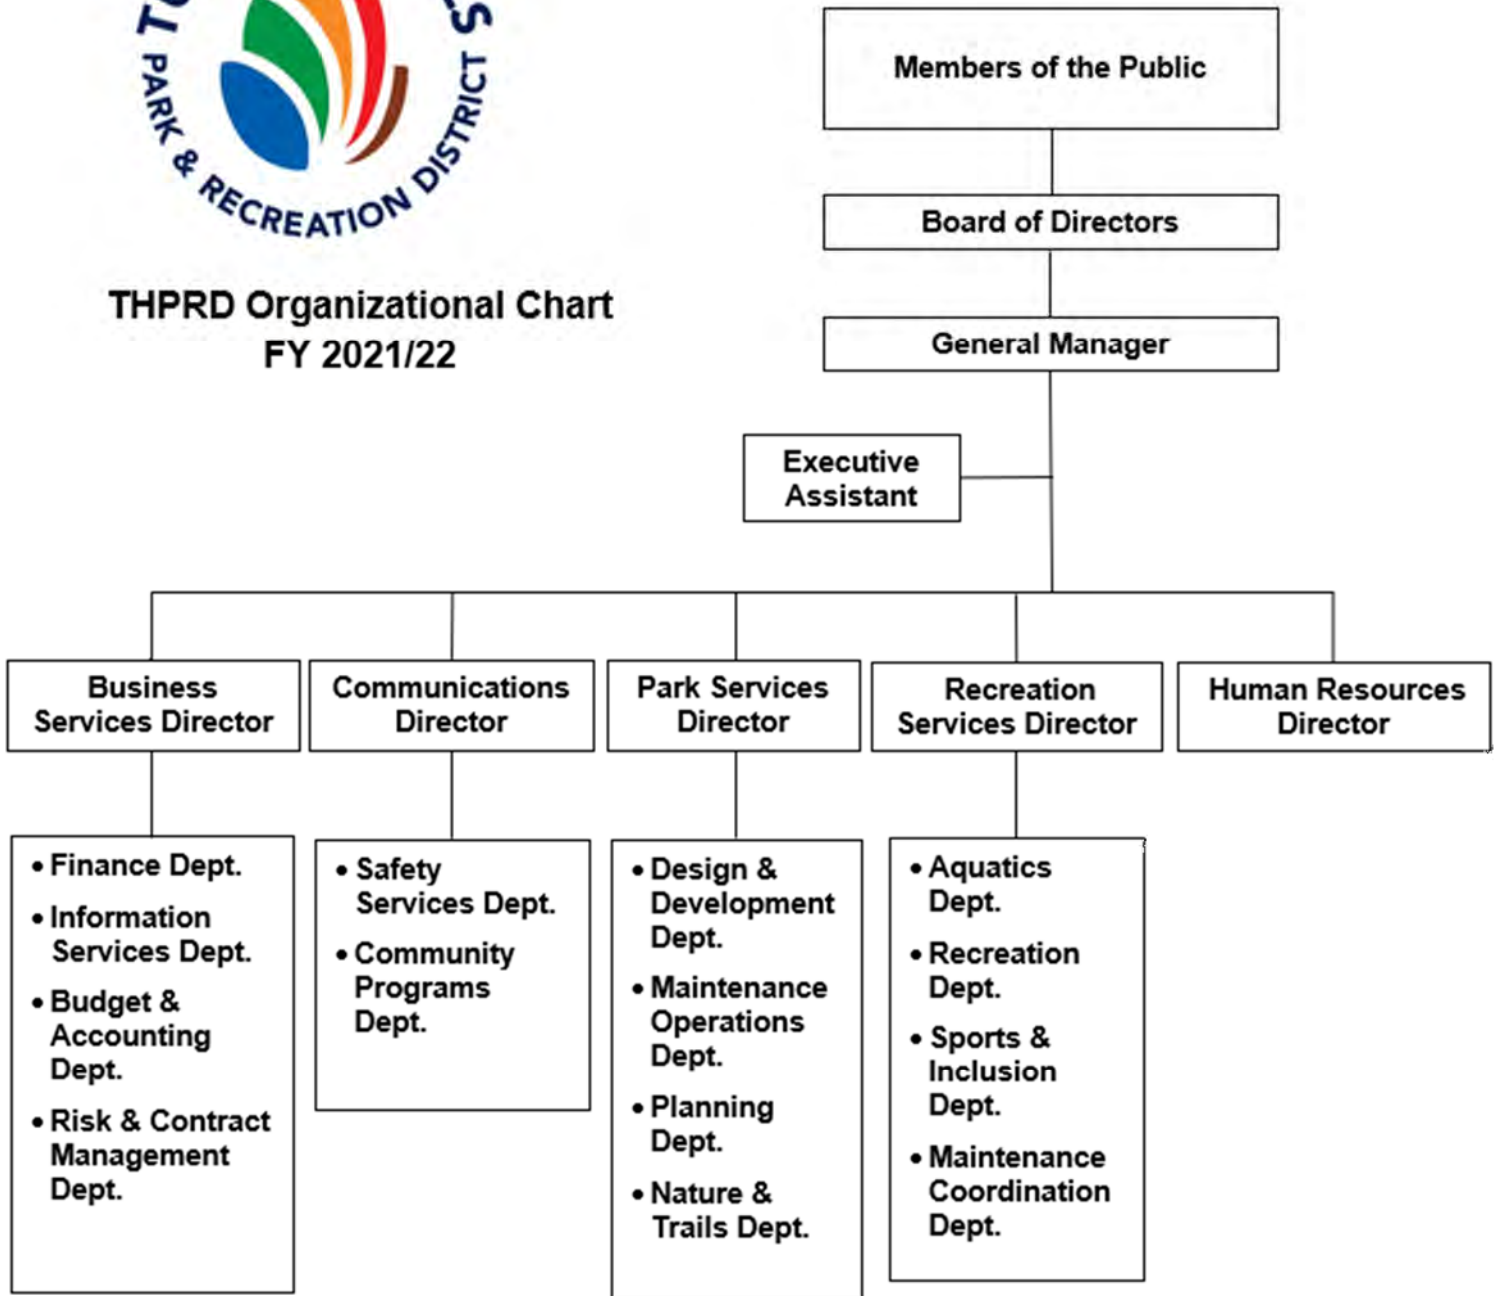 PARK & RECREATION DISTRICT
THPRD Organizational Chart
FY 2021/22
Members of the Public
Board of Directors
General Manager
Executive
Assistant
Business
Services Director
Communications
Director
Park Services
Director
Recreation
Services Director
Human Resources
Director
• Finance Dept.
• Information
Services Dept.
• Budget &
Accounting
Dept.
• Risk & Contract
Management
Dept.
• Safety
Services Dept.
• Community
Programs
Dept.
• Design &
Development
Dept.
• Maintenance
Operations
Dept.
• Planning
Dept.
• Nature &
Trails Dept.
• Aquatics
Dept.
• Recreation
Dept.
• Sports &
Inclusion
Dept.
• Maintenance
Coordination
Dept.